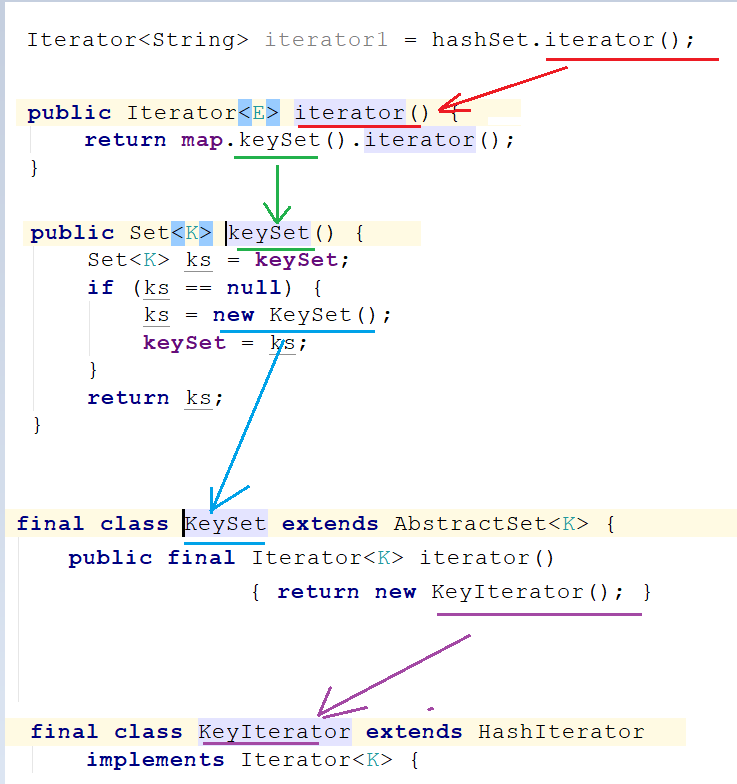 Iterator<String> iterator1 = hashSet.iterator();
public Iterator<E> iterator() {
return map.keySet().iterator();
}
public Set<K> keySet() {
Set<K> ks = keySet;
if (ks == null) {
ks = new KeySet();
keySet = ks;
}
return ks;
}
final class KeySet extends AbstractSet<K> {
public final Iterator<K> iterator()
{ return new KeyIterator(); }
final class KeyIterator extends HashIterator
implements Iterator<K> {